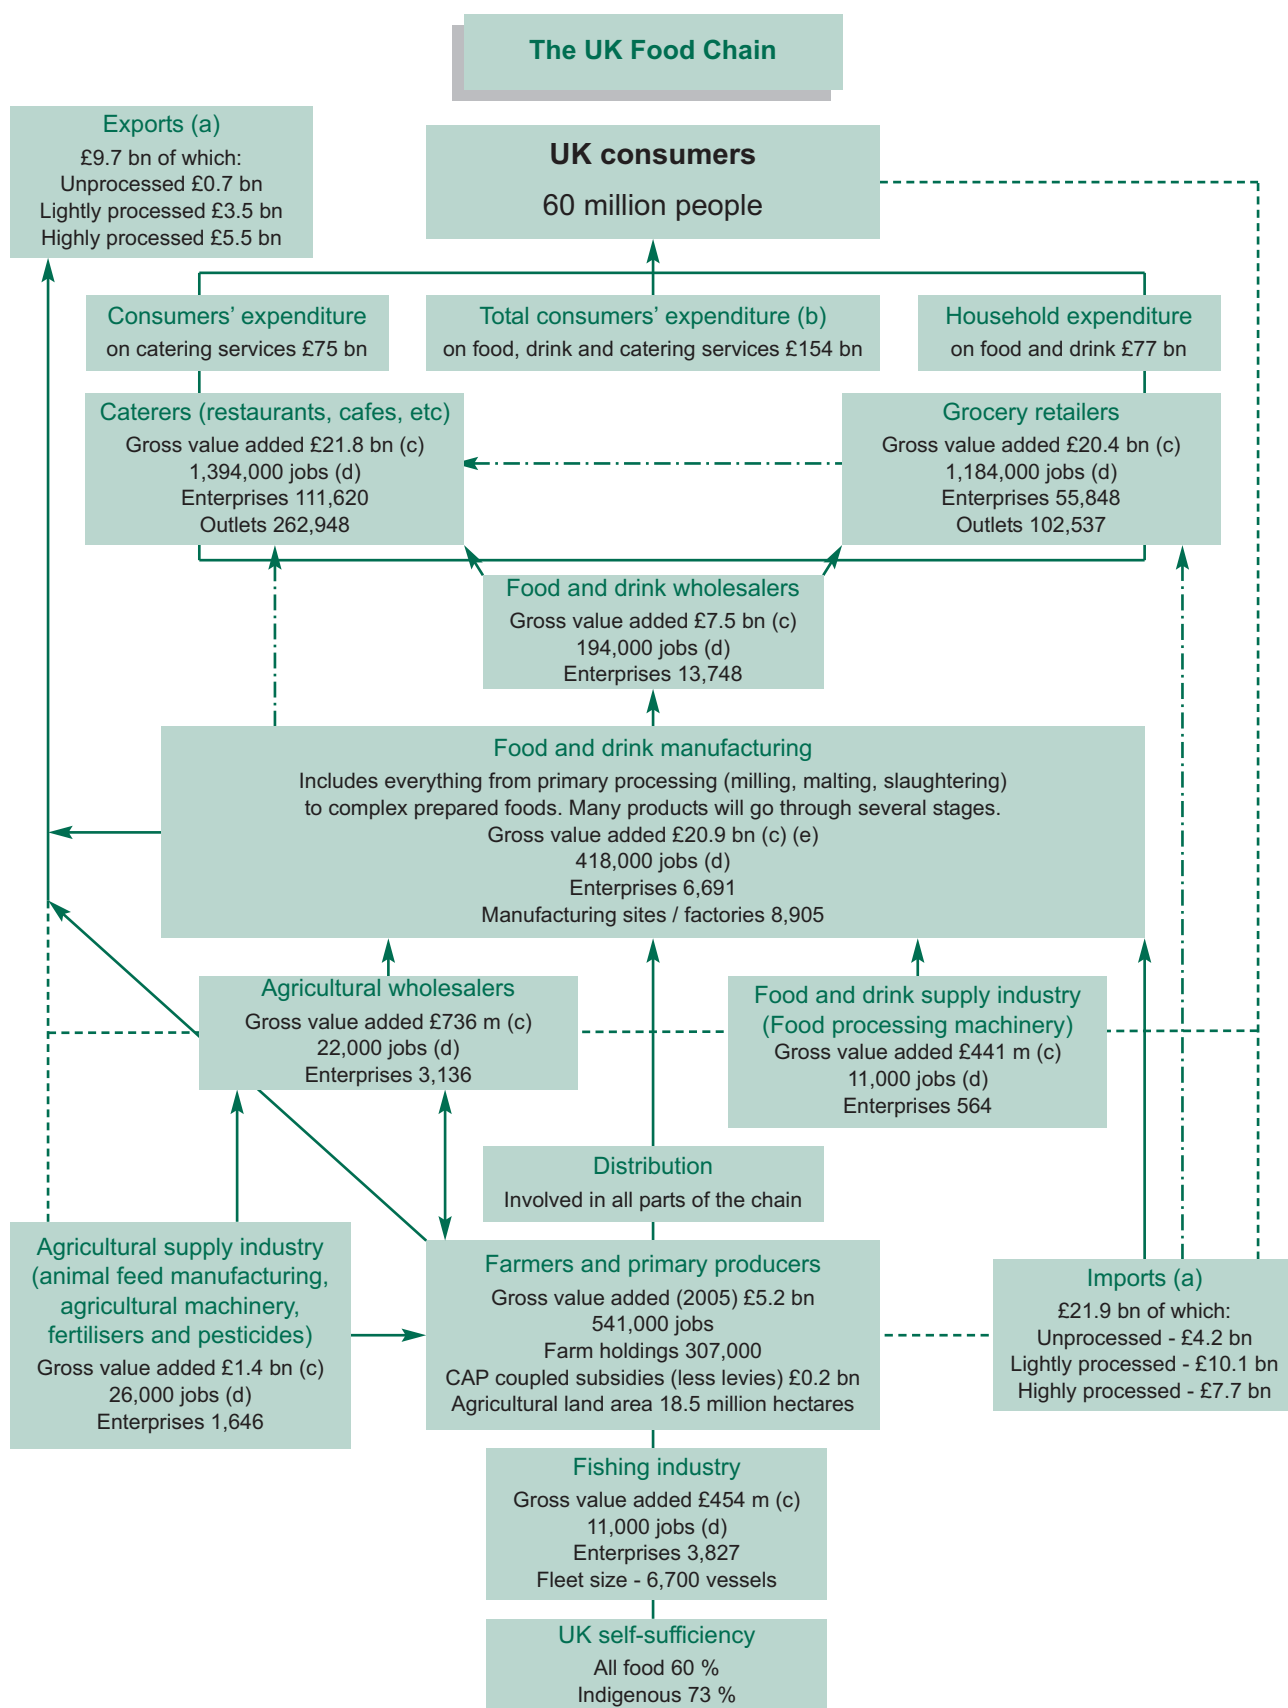 The UK Food Chain
Exports (a)
£9.7 bn of which:
Unprocessed £0.7 bn
Lightly processed £3.5 bn
Highly processed £5.5 bn
UK consumers
60 million people
Consumers’ expenditure
on catering services £75 bn
Total consumers’ expenditure (b)
on food, drink and catering services £154 bn
Household expenditure
on food and drink £77 bn
Caterers (restaurants, cafes, etc)
Gross value added £21.8 bn (c)
1,394,000 jobs (d)
Enterprises 111,620
Outlets 262,948
Grocery retailers
Gross value added £20.4 bn (c)
1,184,000 jobs (d)
Enterprises 55,848
Outlets 102,537
Food and drink wholesalers
Gross value added £7.5 bn (c)
194,000 jobs (d)
Enterprises 13,748
Food and drink manufacturing
Includes everything from primary processing (milling, malting, slaughtering)
to complex prepared foods. Many products will go through several stages.
Gross value added £20.9 bn (c) (e)
418,000 jobs (d)
Enterprises 6,691
Manufacturing sites / factories 8,905
Agricultural wholesalers
Gross value added £736 m (c)
22,000 jobs (d)
Enterprises 3,136
Food and drink supply industry
(Food processing machinery)
Gross value added £441 m (c)
11,000 jobs (d)
Enterprises 564
Distribution
Involved in all parts of the chain
Agricultural supply industry
(animal feed manufacturing,
agricultural machinery,
fertilisers and pesticides)
Gross value added £1.4 bn (c)
26,000 jobs (d)
Enterprises 1,646
Farmers and primary producers
Gross value added (2005) £5.2 bn
541,000 jobs
Farm holdings 307,000
CAP coupled subsidies (less levies) £0.2 bn
Agricultural land area 18.5 million hectares
Imports (a)
£21.9 bn of which:
Unprocessed - £4.2 bn
Lightly processed - £10.1 bn
Highly processed - £7.7 bn
Fishing industry
Gross value added £454 m (c)
11,000 jobs (d)
Enterprises 3,827
Fleet size - 6,700 vessels
UK self-sufficiency
All food 60 %
Indigenous 73 %